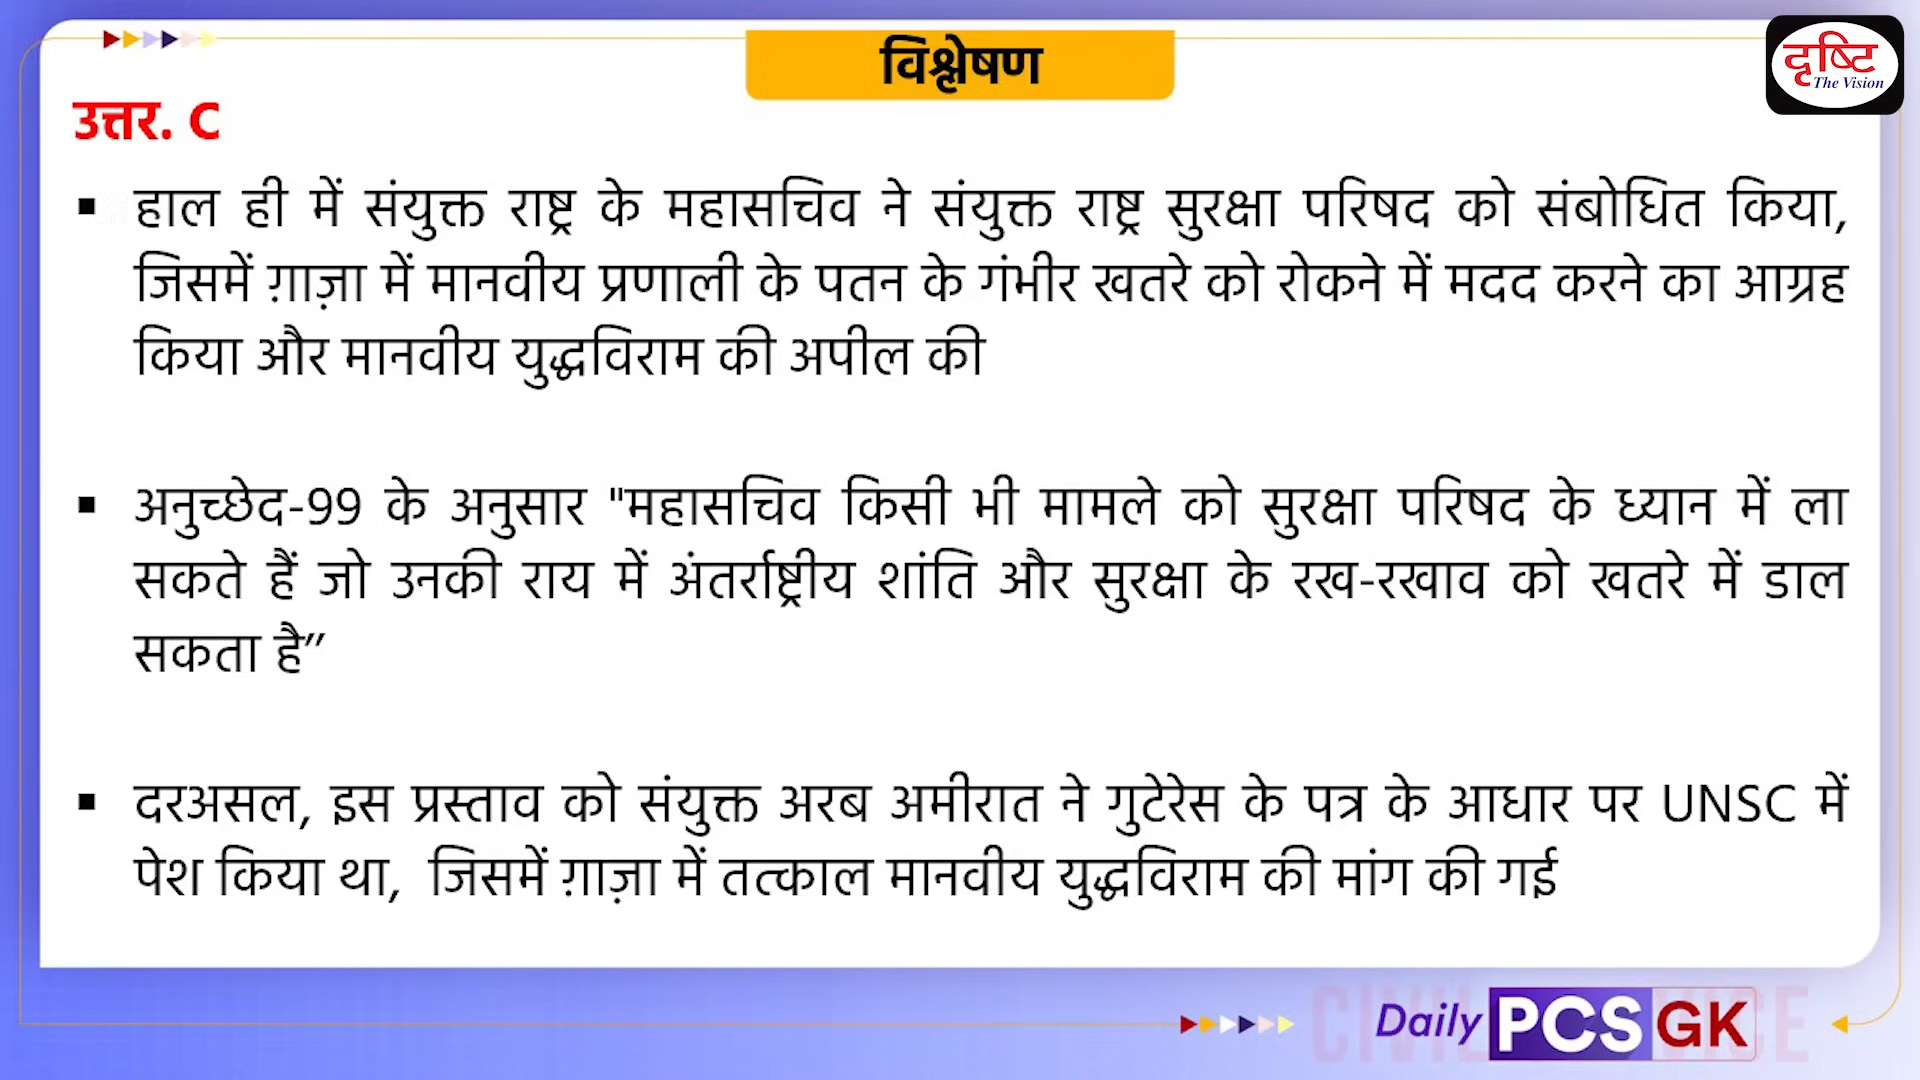 विश्लेषण
दृष्टि
The Vision
उत्तर. C
▪ हाल ही में संयुक्त राष्ट्र के महासचिव ने संयुक्त राष्ट्र सुरक्षा परिषद को संबोधित किया,
जिसमें ग़ाज़ा में मानवीय प्रणाली के पतन के गंभीर खतरे को रोकने में मदद करने का आग्रह
किया और मानवीय युद्धविराम की अपील की
▪ अनुच्छेद-99 के अनुसार "महासचिव किसी भी मामले को सुरक्षा परिषद के ध्यान में ला
सकते हैं जो उनकी राय में अंतर्राष्ट्रीय शांति और सुरक्षा के रख-रखाव को खतरे में डाल
सकता है”
▪ दरअसल, इस प्रस्ताव को संयुक्त अरब अमीरात ने गुटेरेस के पत्र के आधार पर UNSC में
पेश किया था, जिसमें ग़ाज़ा में तत्काल मानवीय युद्धविराम की मांग की गई
Daily PCS GK